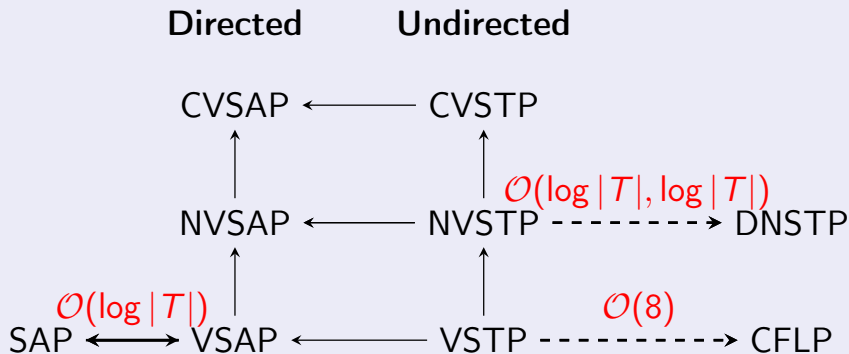 Directed Undirected
CVSAP CVSTP
O(log |T|, log |T|)
NVSAP NVSTP DNSTP
O(log |T|) O(8)
SAP VSAP VSTP CFLP